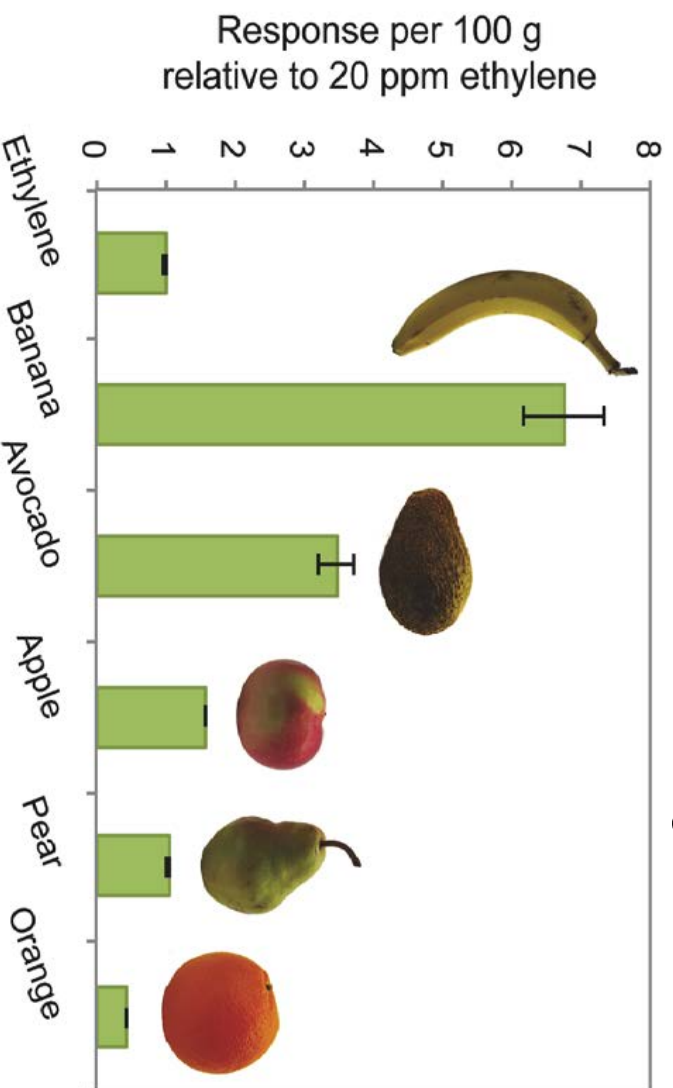 Response per 100 g
relative to 20 ppm ethylene
0
1
2
3
4
5
6
7
8
Ethylene
Banana
Avocado
Apple
Pear
Orange